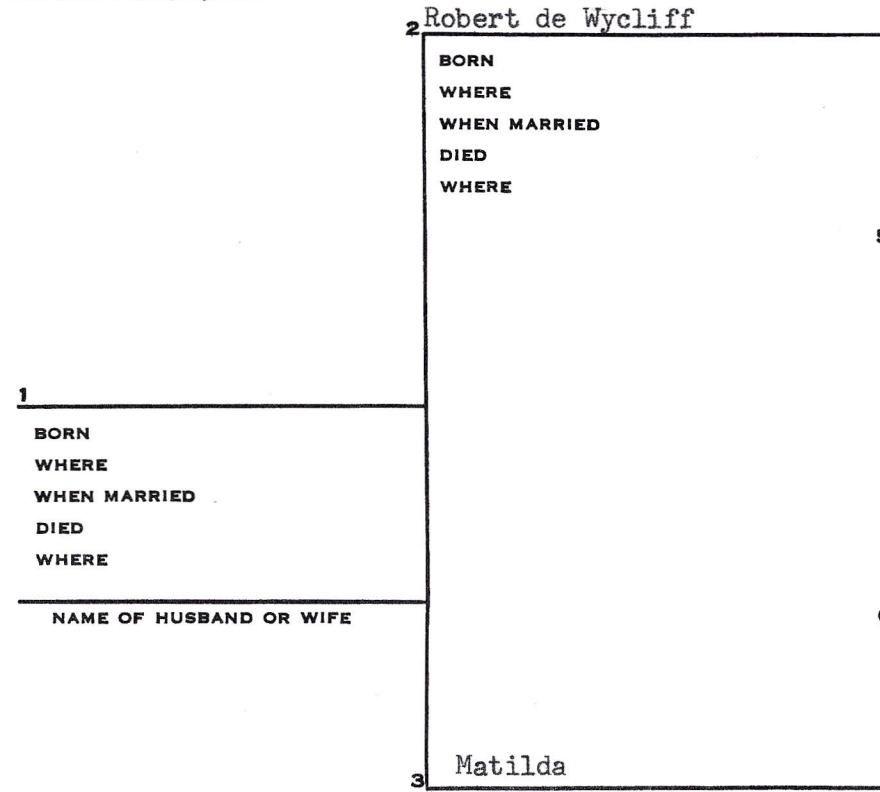 2 Robert de Wycliff
BORN
WHERE
WHEN MARRIED
DIED
WHERE
1
BORN
WHERE
WHEN MARRIED
DIED
WHERE
NAME OF HUSBAND OR WIFE
3 Matilda